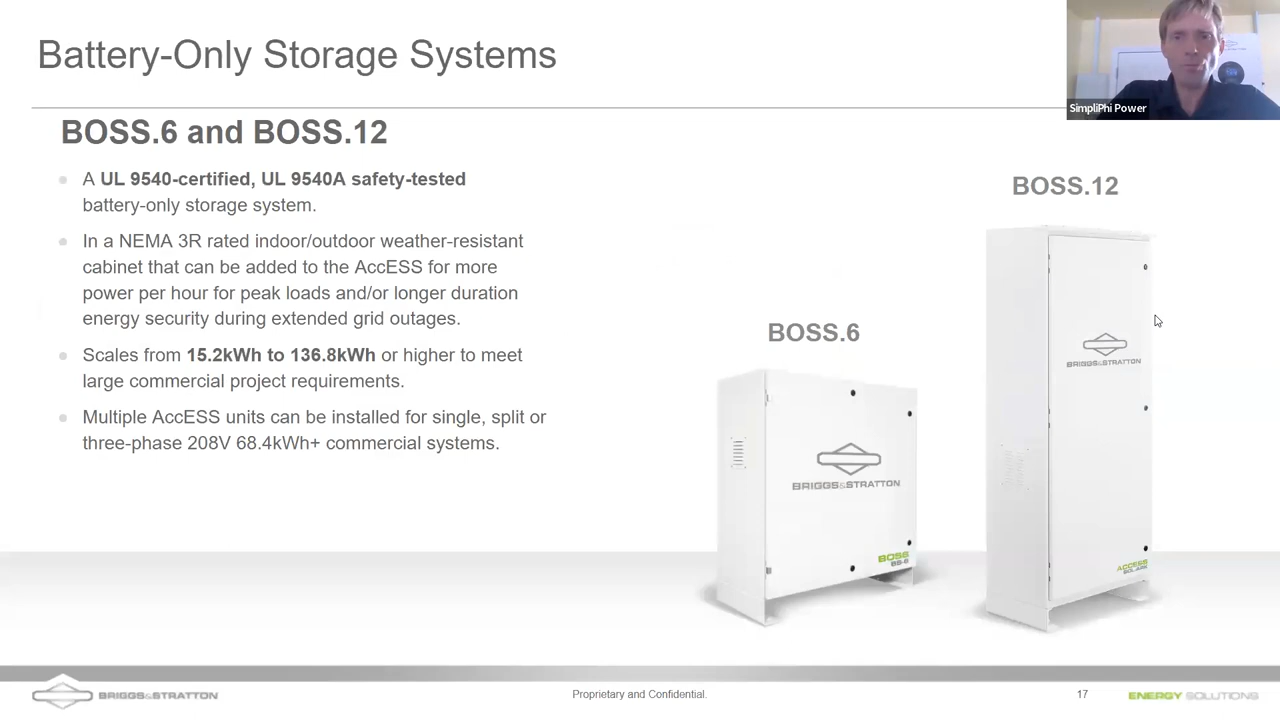 Battery-Only Storage Systems
SimpliPhi Power
BOSS.6 and BOSS.12
A UL 9540-certified, UL 9540A safety-tested
battery-only storage system.
In a NEMA 3R rated indoor/outdoor weather-resistant
cabinet that can be added to the AccESS for more
power per hour for peak loads and/or longer duration
energy security during extended grid outages.
Scales from 15.2kWh to 136.8kWh or higher to meet
large commercial project requirements.
Multiple AccESS units can be installed for single, split or
three-phase 208V 68.4kWh+ commercial systems.
BOSS.6
BRIGGS&STRATTON
BOS6
BS-6
BOSS.12
BRIGGS&STRATTON
ACCESS
BRIGGS&STRATTON
Proprietary and Confidential.
17
ENERGY SOLUTIONS